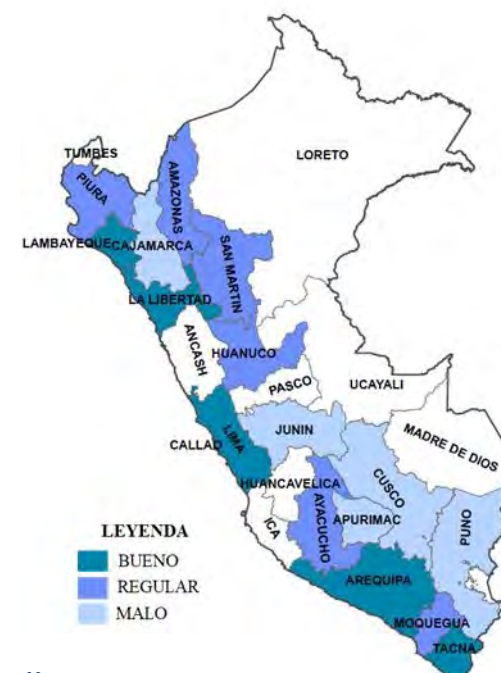 TUMBES
PIURA
AMAZONAS
LORETO
LAMBAYEQUE
CAJAMARCA
SAN MARTIN
LA LIBERTAD
ANCASH
HUANUCO
PASCO
UCAYALI
CALLAD
LIMA
JUNIN
MADRE DE DIOS
HUANCAVELICA
CUSCO
ICA
AYACUCHO
APURIMAC
PUNO
AREQUIPA
MOQUEGUA
TACNA
LEYENDA
BUENO
REGULAR
MALO